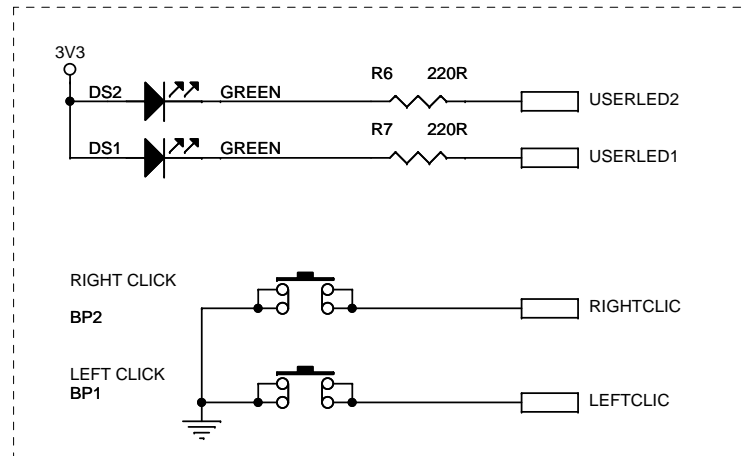 3V3
DS2 GREEN R6 220R USERLED2
DS1 GREEN R7 220R USERLED1
RIGHT CLICK
BP2
RIGHTCLIC
LEFT CLICK
BP1
LEFTCLIC